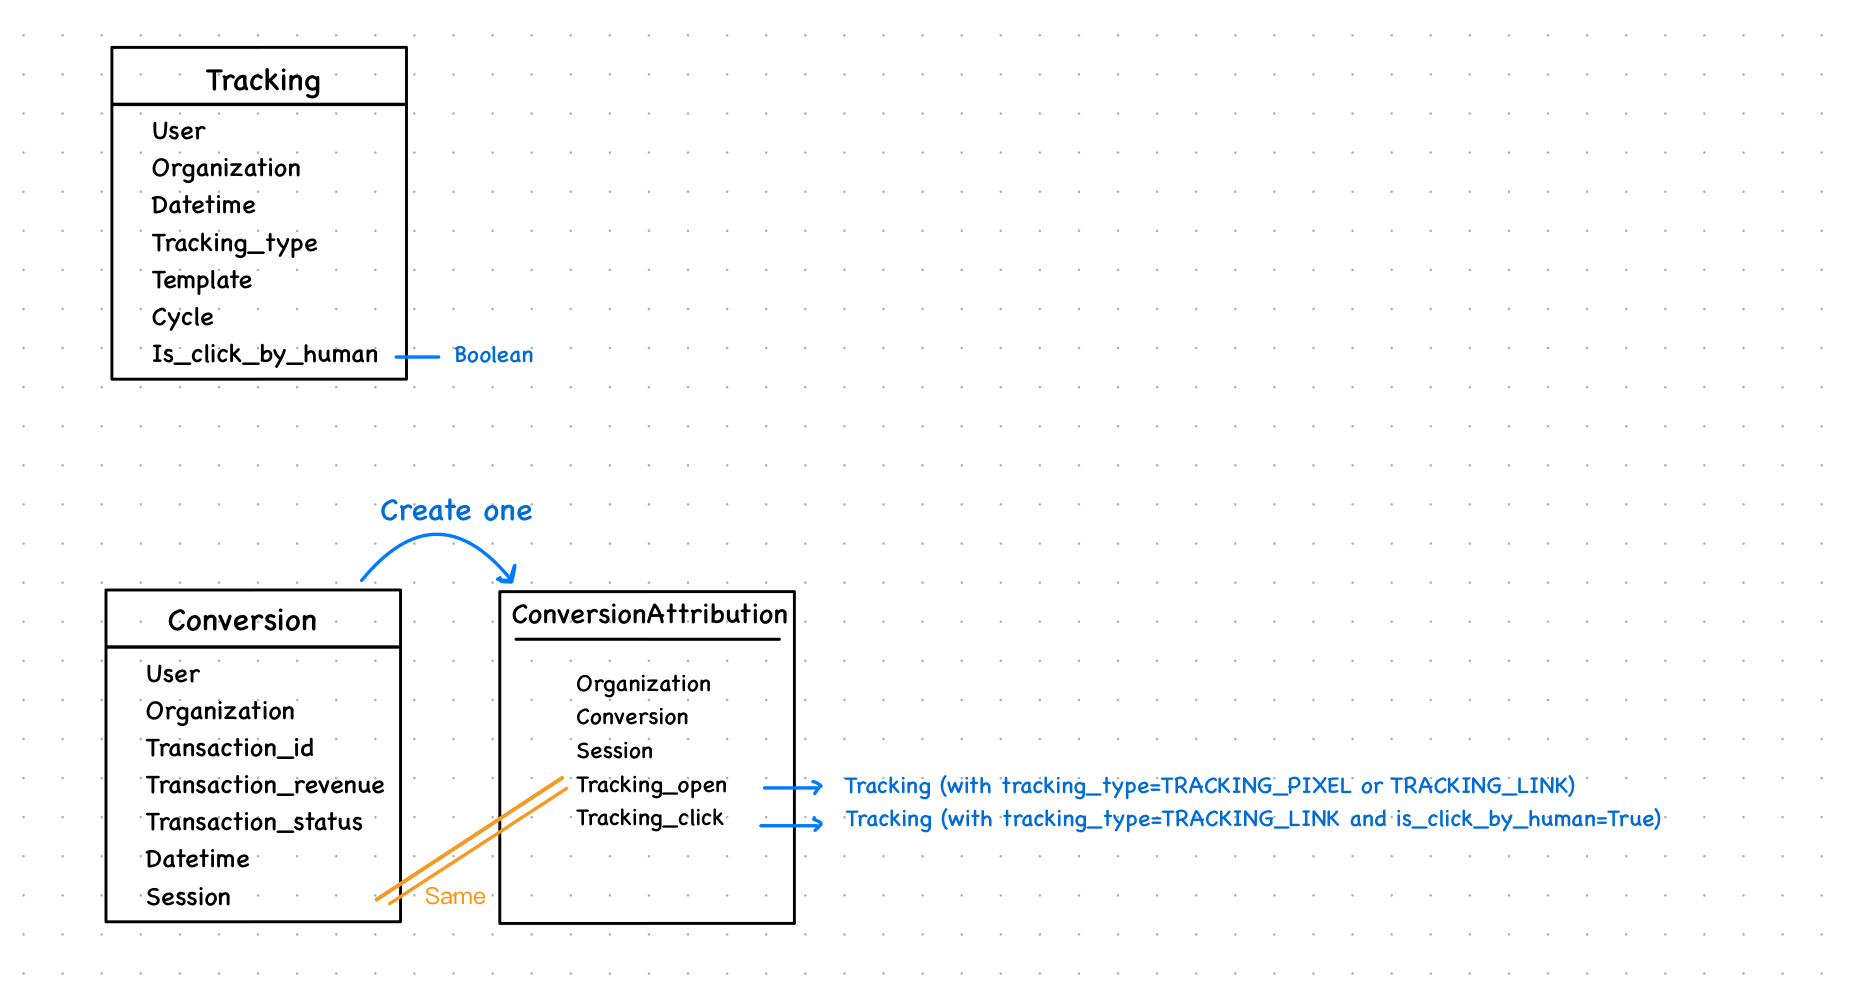 Tracking
User
Organization
Datetime
Tracking_type
Template
Cycle
Is_click_by_human
Boolean
Create one
Conversion
User
Organization
Transaction_id
Transaction_revenue
Transaction_status
Datetime
Session
Same
ConversionAttribution
Organization
Conversion
Session
Tracking_open
Tracking (with tracking_type=TRACKING_PIXEL or TRACKING_LINK)
Tracking_click
Tracking (with tracking_type=TRACKING_LINK and is_click_by_human=True)